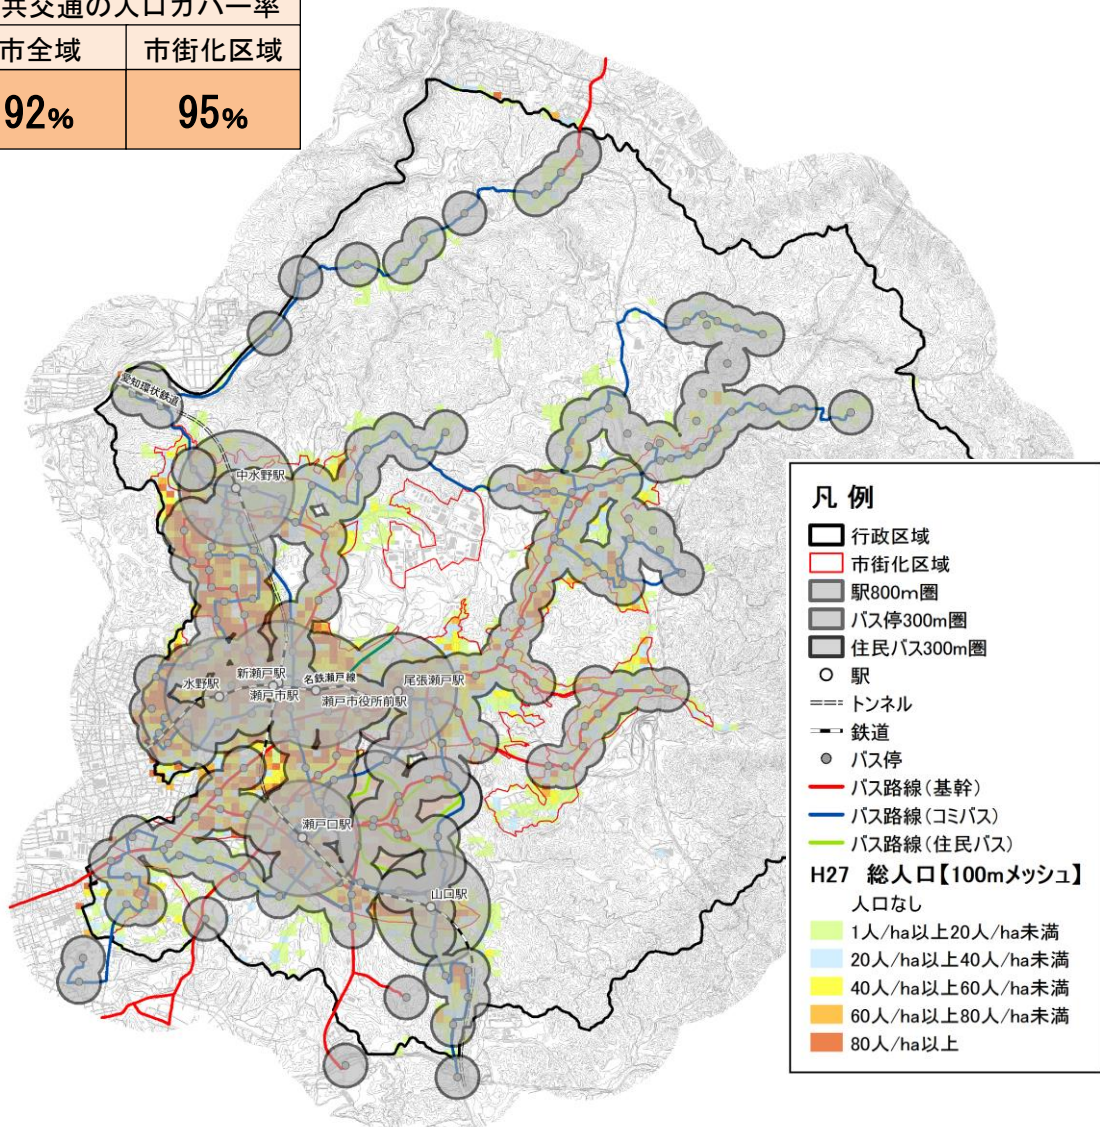 共交通の人口カバー率
市全域 市街化区域
92% 95%
愛知環状鉄道
中水野駅
新瀬戸駅
水野駅
名鉄瀬戸線
尾張瀬戸駅
瀬戸市駅
瀬戸市役所前駅
瀬戸口駅
山口駅
凡例
行政区域
市街化区域
駅800m圏
バス停300m圏
住民バス300m圏
駅
トンネル
鉄道
バス停
バス路線(基幹)
バス路線(コミバス)
バス路線(住民バス)
H27 総人口【100mメッシュ】
人口なし
1人/ha以上20人/ha未満
20人/ha以上40人/ha未満
40人/ha以上60人/ha未満
60人/ha以上80人/ha未満
80人/ha以上